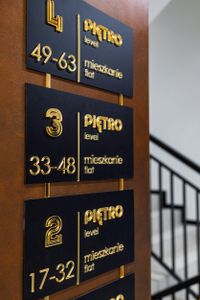 4 PIĘTRO
level
49-63 mieszkanie
flat
3 PIĘTRO
level
33-48 mieszkanie
flat
2 PIĘTRO
level
17-32 mieszkanie
flat